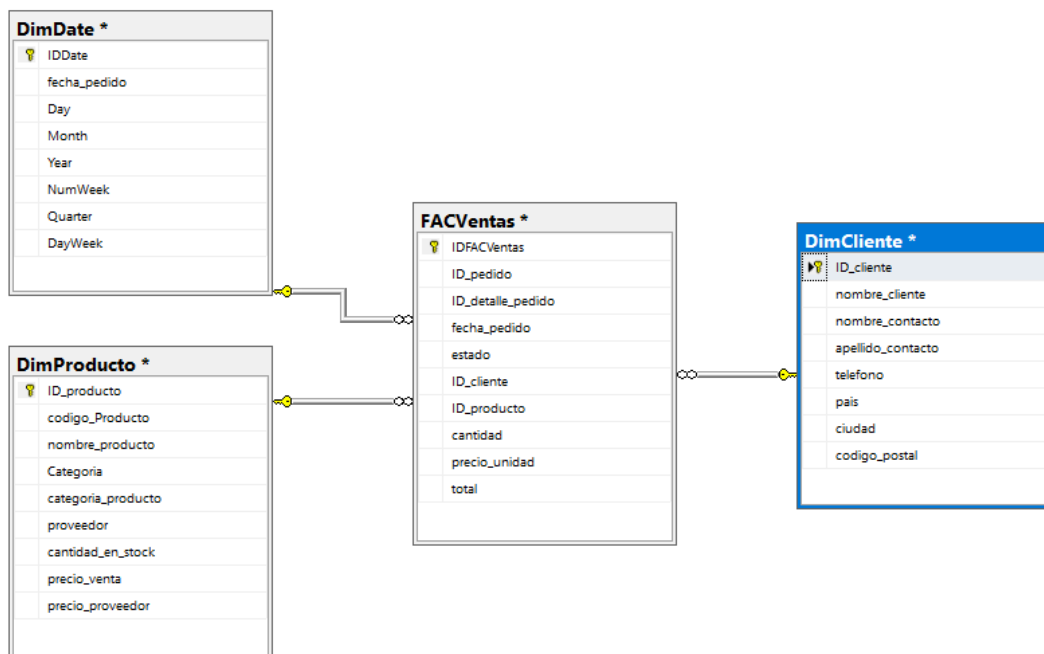 DimDate *
IDDate
fecha_pedido
Day
Month
Year
NumWeek
Quarter
DayWeek
DimProducto *
ID_producto
codigo_Producto
nombre_producto
Categoria
categoria_producto
proveedor
cantidad_en_stock
precio_venta
precio_proveedor
FACVentas *
IDFACVentas
ID_pedido
ID_detalle_pedido
fecha_pedido
estado
ID_cliente
ID_producto
cantidad
precio_unidad
total
DimCliente *
ID_cliente
nombre_cliente
nombre_contacto
apellido_contacto
telefono
pais
ciudad
codigo_postal